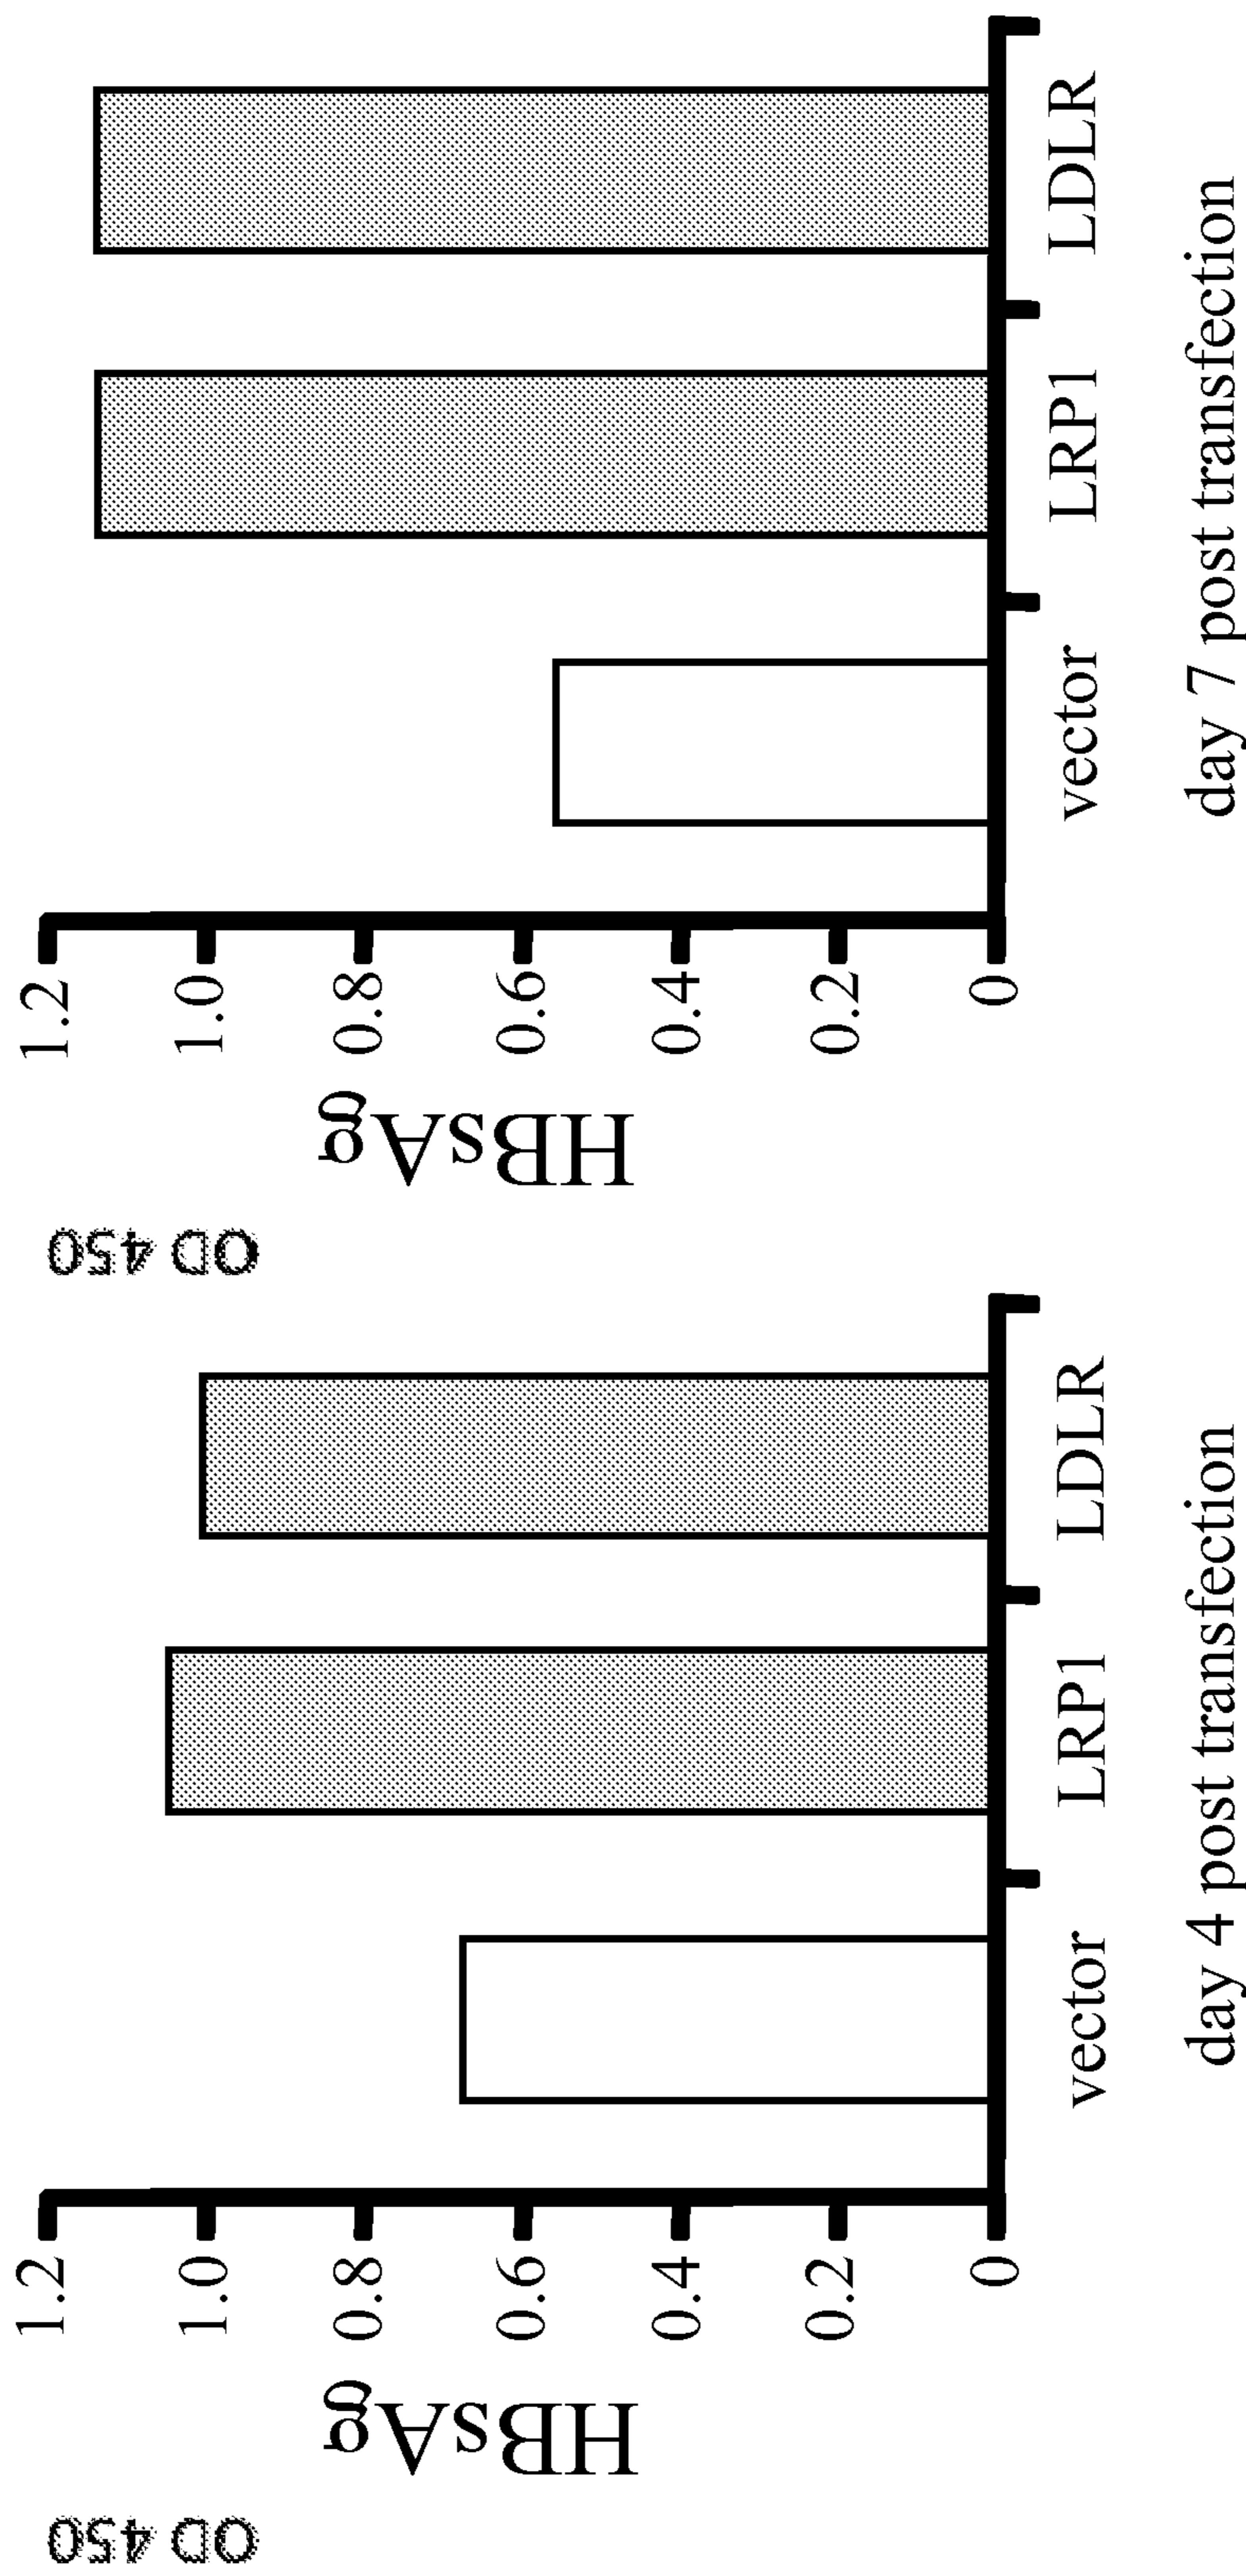 OD 450
HBsAg
1.2
1.0
0.8
0.6
0.4
0.2
0
vector LRP1 LDLR
day 4 post transfection
OD 450
HBsAg
1.2
1.0
0.8
0.6
0.4
0.2
0
vector LRP1 LDLR
day 7 post transfection